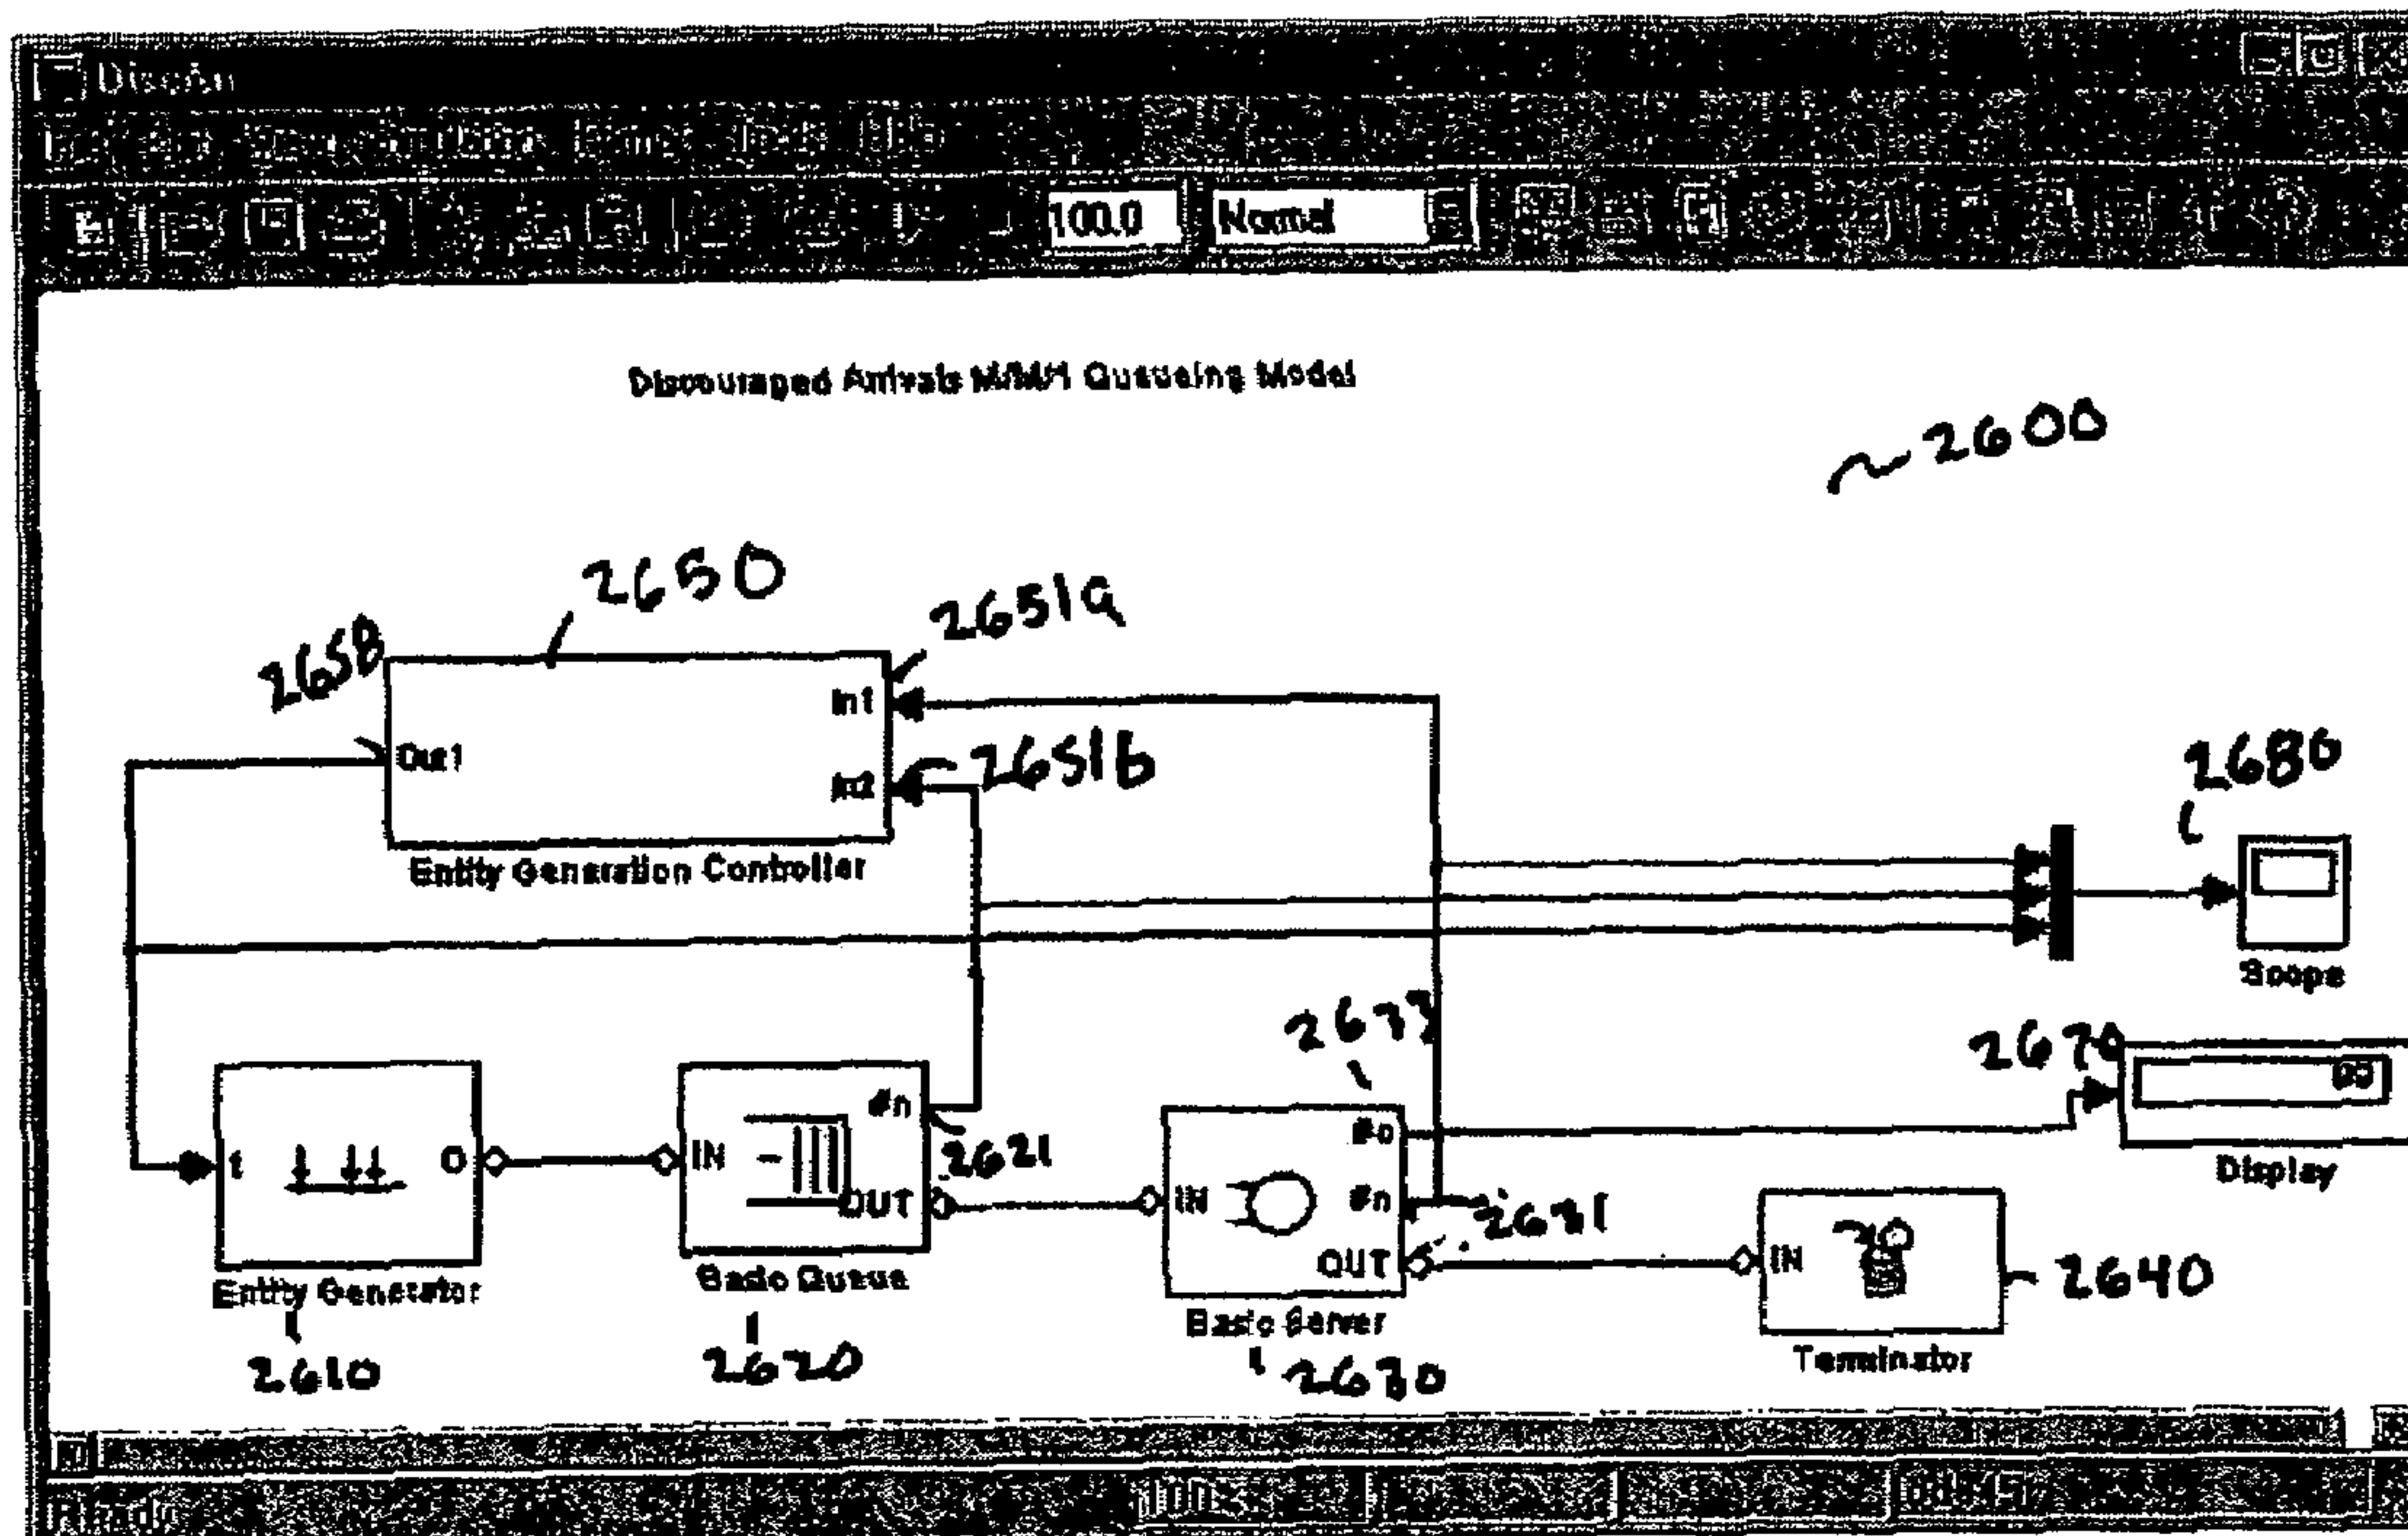 100.0 Normal
Discouraged Arrivals M/M/1 Queueing Model
~2600
2650
2651a
2658
In1
Out1
In2
2651b
2680
Entity Generation Controller
Scope
2633
2670
#n
#o
t
O
IN
2621
OUT
IN
#n
2631
Display
OUT
IN
2640
Entity Generator
Basic Queue
Basic Server
Terminator
2610
2620
2630
Ready